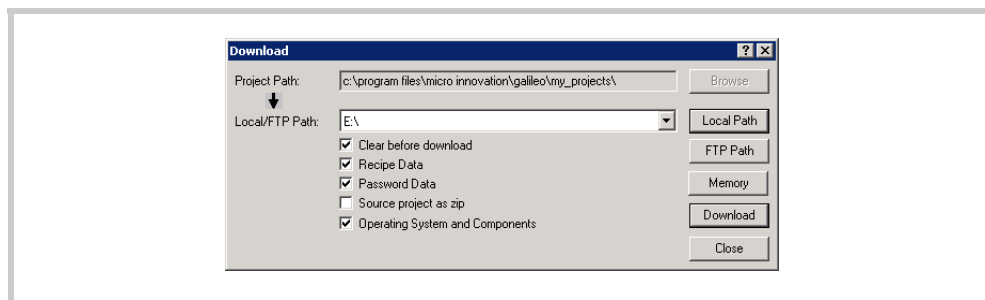 Download
Project Path: c:\program files\micro innovation\galileo\my_projects\ Browse
Local/FTP Path: E:\ Local Path
Clear before download FTP Path
Recipe Data
Password Data Memory
Source project as zip
Operating System and Components Download
Close